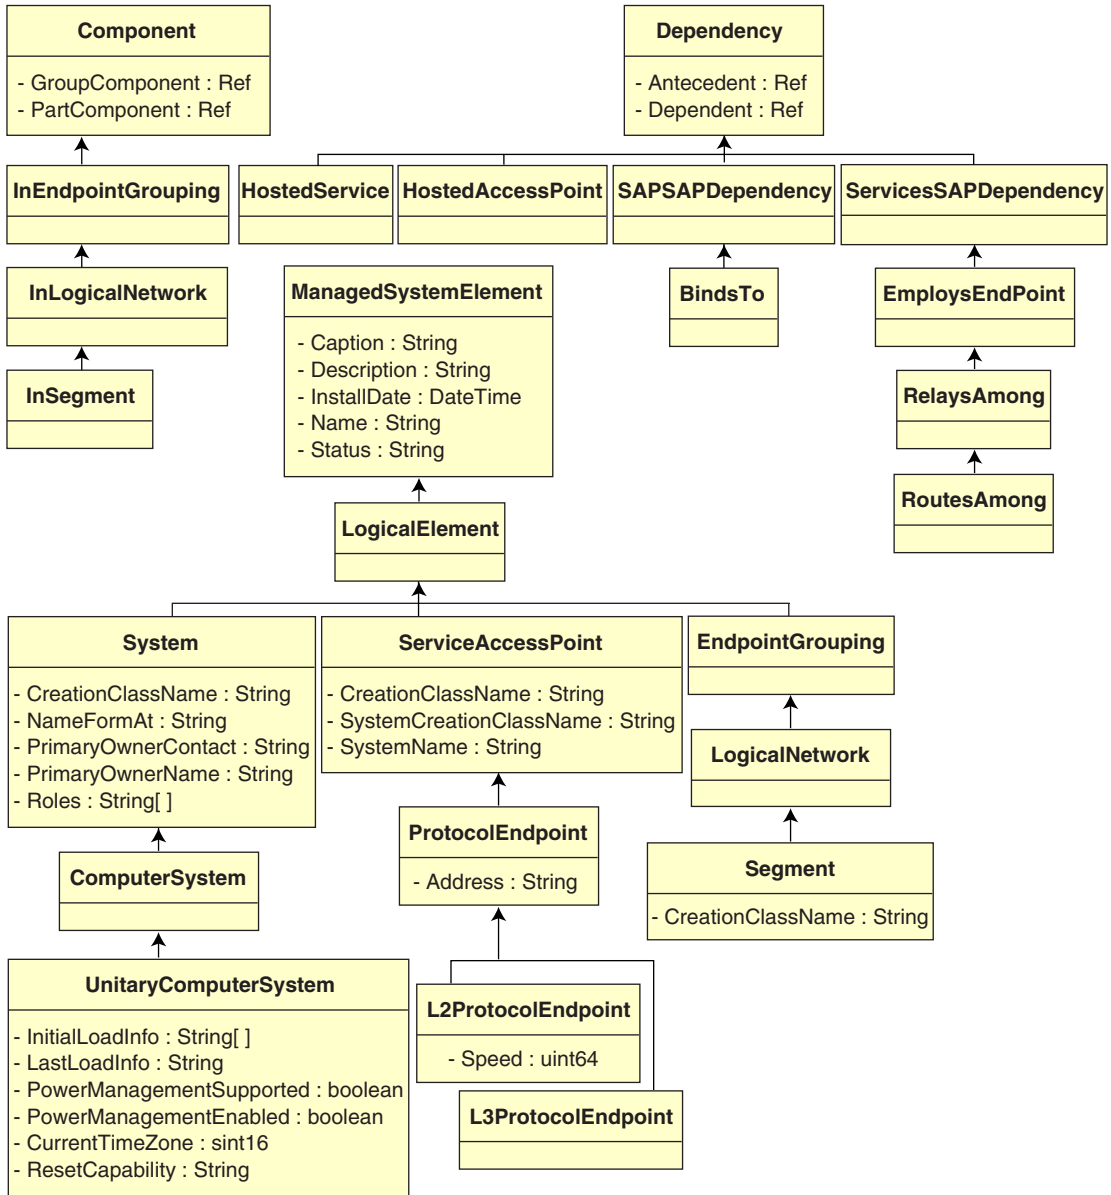 Component
- GroupComponent : Ref
- PartComponent : Ref
Dependency
- Antecedent : Ref
- Dependent : Ref
InEndpointGrouping
HostedService
HostedAccessPoint
SAPSAPDependency
ServicesSAPDependency
InLogicalNetwork
ManagedSystemElement
- Caption : String
- Description : String
- InstallDate : DateTime
- Name : String
- Status : String
BindsTo
EmploysEndPoint
InSegment
RelaysAmong
RoutesAmong
LogicalElement
System
- CreationClassName : String
- NameFormAt : String
- PrimaryOwnerContact : String
- PrimaryOwnerName : String
- Roles : String[ ]
ServiceAccessPoint
- CreationClassName : String
- SystemCreationClassName : String
- SystemName : String
EndpointGrouping
LogicalNetwork
ProtocolEndpoint
- Address : String
Segment
- CreationClassName : String
ComputerSystem
UnitaryComputerSystem
- InitialLoadInfo : String[ ]
- LastLoadInfo : String
- PowerManagementSupported : boolean
- PowerManagementEnabled : boolean
- CurrentTimeZone : sint16
- ResetCapability : String
L2ProtocolEndpoint
- Speed : uint64
L3ProtocolEndpoint